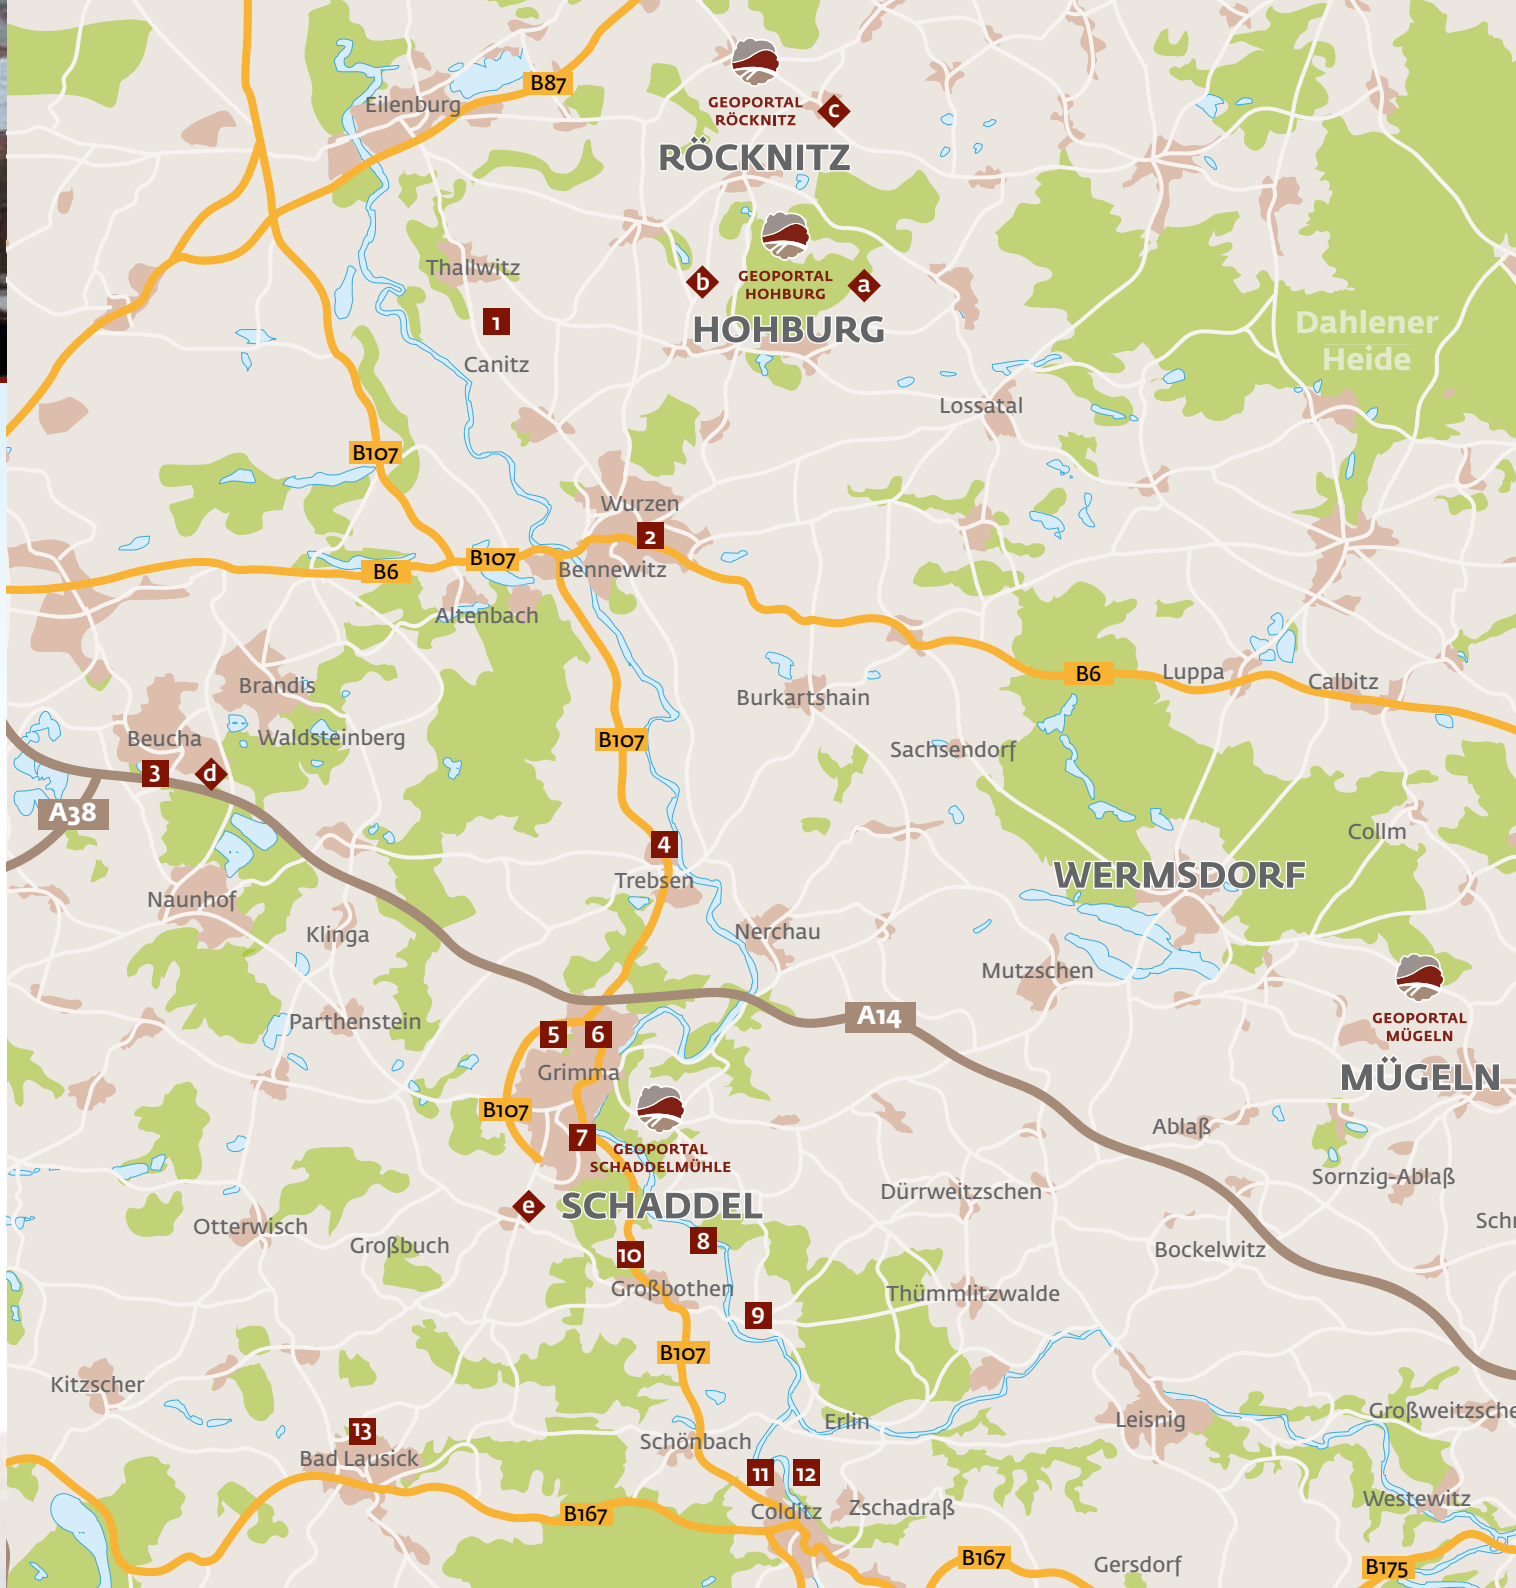 B87
Eilenburg
GEOPORTAL
RÖCKNITZ
c
RÖCKNITZ
Thallwitz
1
Canitz
b
GEOPORTAL
HOHBURG
a
HOHBURG
Dahlener
Heide
Lossatal
B107
Wurzen
2
B107
B6
Bennewitz
Altenbach
Brandis
Burkartshain
B6
Luppa
Calbitz
Beucha
Waldsteinberg
B107
Sachsendorf
3
d
A38
4
Collm
Trebsen
WERMSDORF
Naunhof
Klinga
Nerchau
Mutzschen
Parthenstein
A14
GEOPORTAL
MÜGELN
MÜGELN
5
6
Grimma
B107
7
GEOPORTAL
SCHADDELMÜHLE
Ablaß
Sornzig-Ablaß
e
SCHADDEL
Dürrweitzschen
Otterwisch
Großbuch
8
Schr
10
Bockelwitz
Großbothen
Thümmlitzwalde
9
B107
Kitzscher
13
Erlin
Leisnig
Großweitzsche
Bad Lausick
Schönbach
11
12
Westewitz
B167
Colditz
Zschadraß
B167
Gersdorf
B175